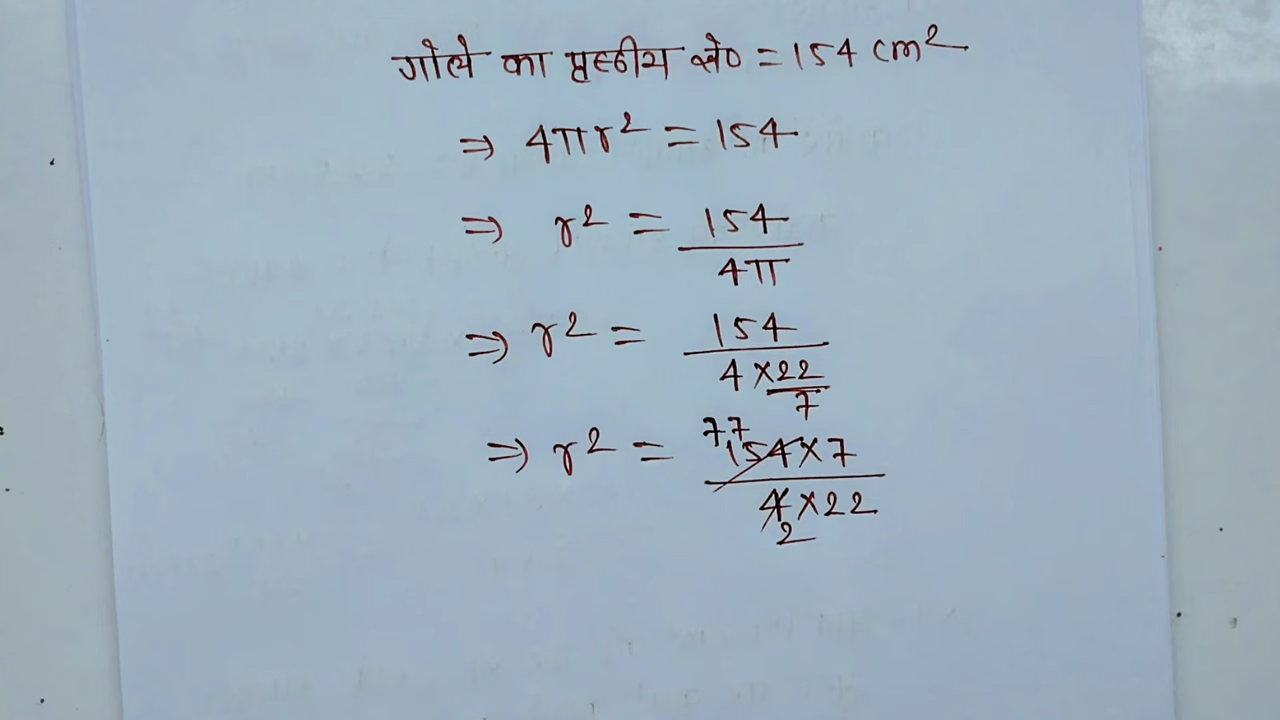 गोले का पृष्ठीय क्षे० = 154 cm²
⇒ 4πr² = 154
⇒ r² = 154
4π
⇒ r² = 154
4 × 22
7
77
⇒ r² = 154 × 7
4 × 22
2